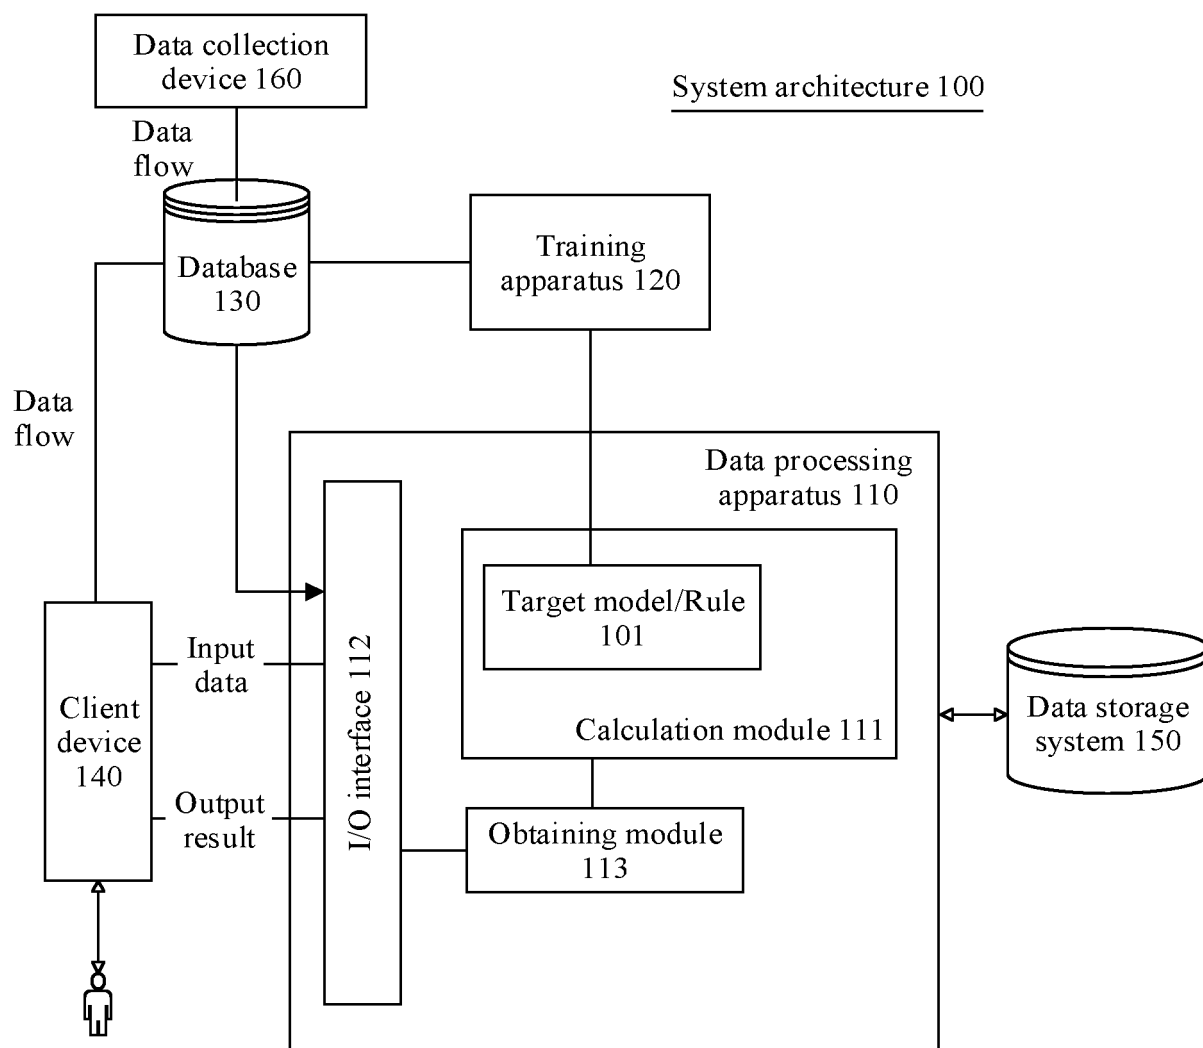 Data collection
device 160
System architecture 100
Data
flow
Training
apparatus 120
Database
130
Data
flow
Data processing
apparatus 110
Target model/Rule
101
Input
data
I/O interface 112
Client
device
140
Calculation module 111
Data storage
system 150
Output
result
Obtaining module
113